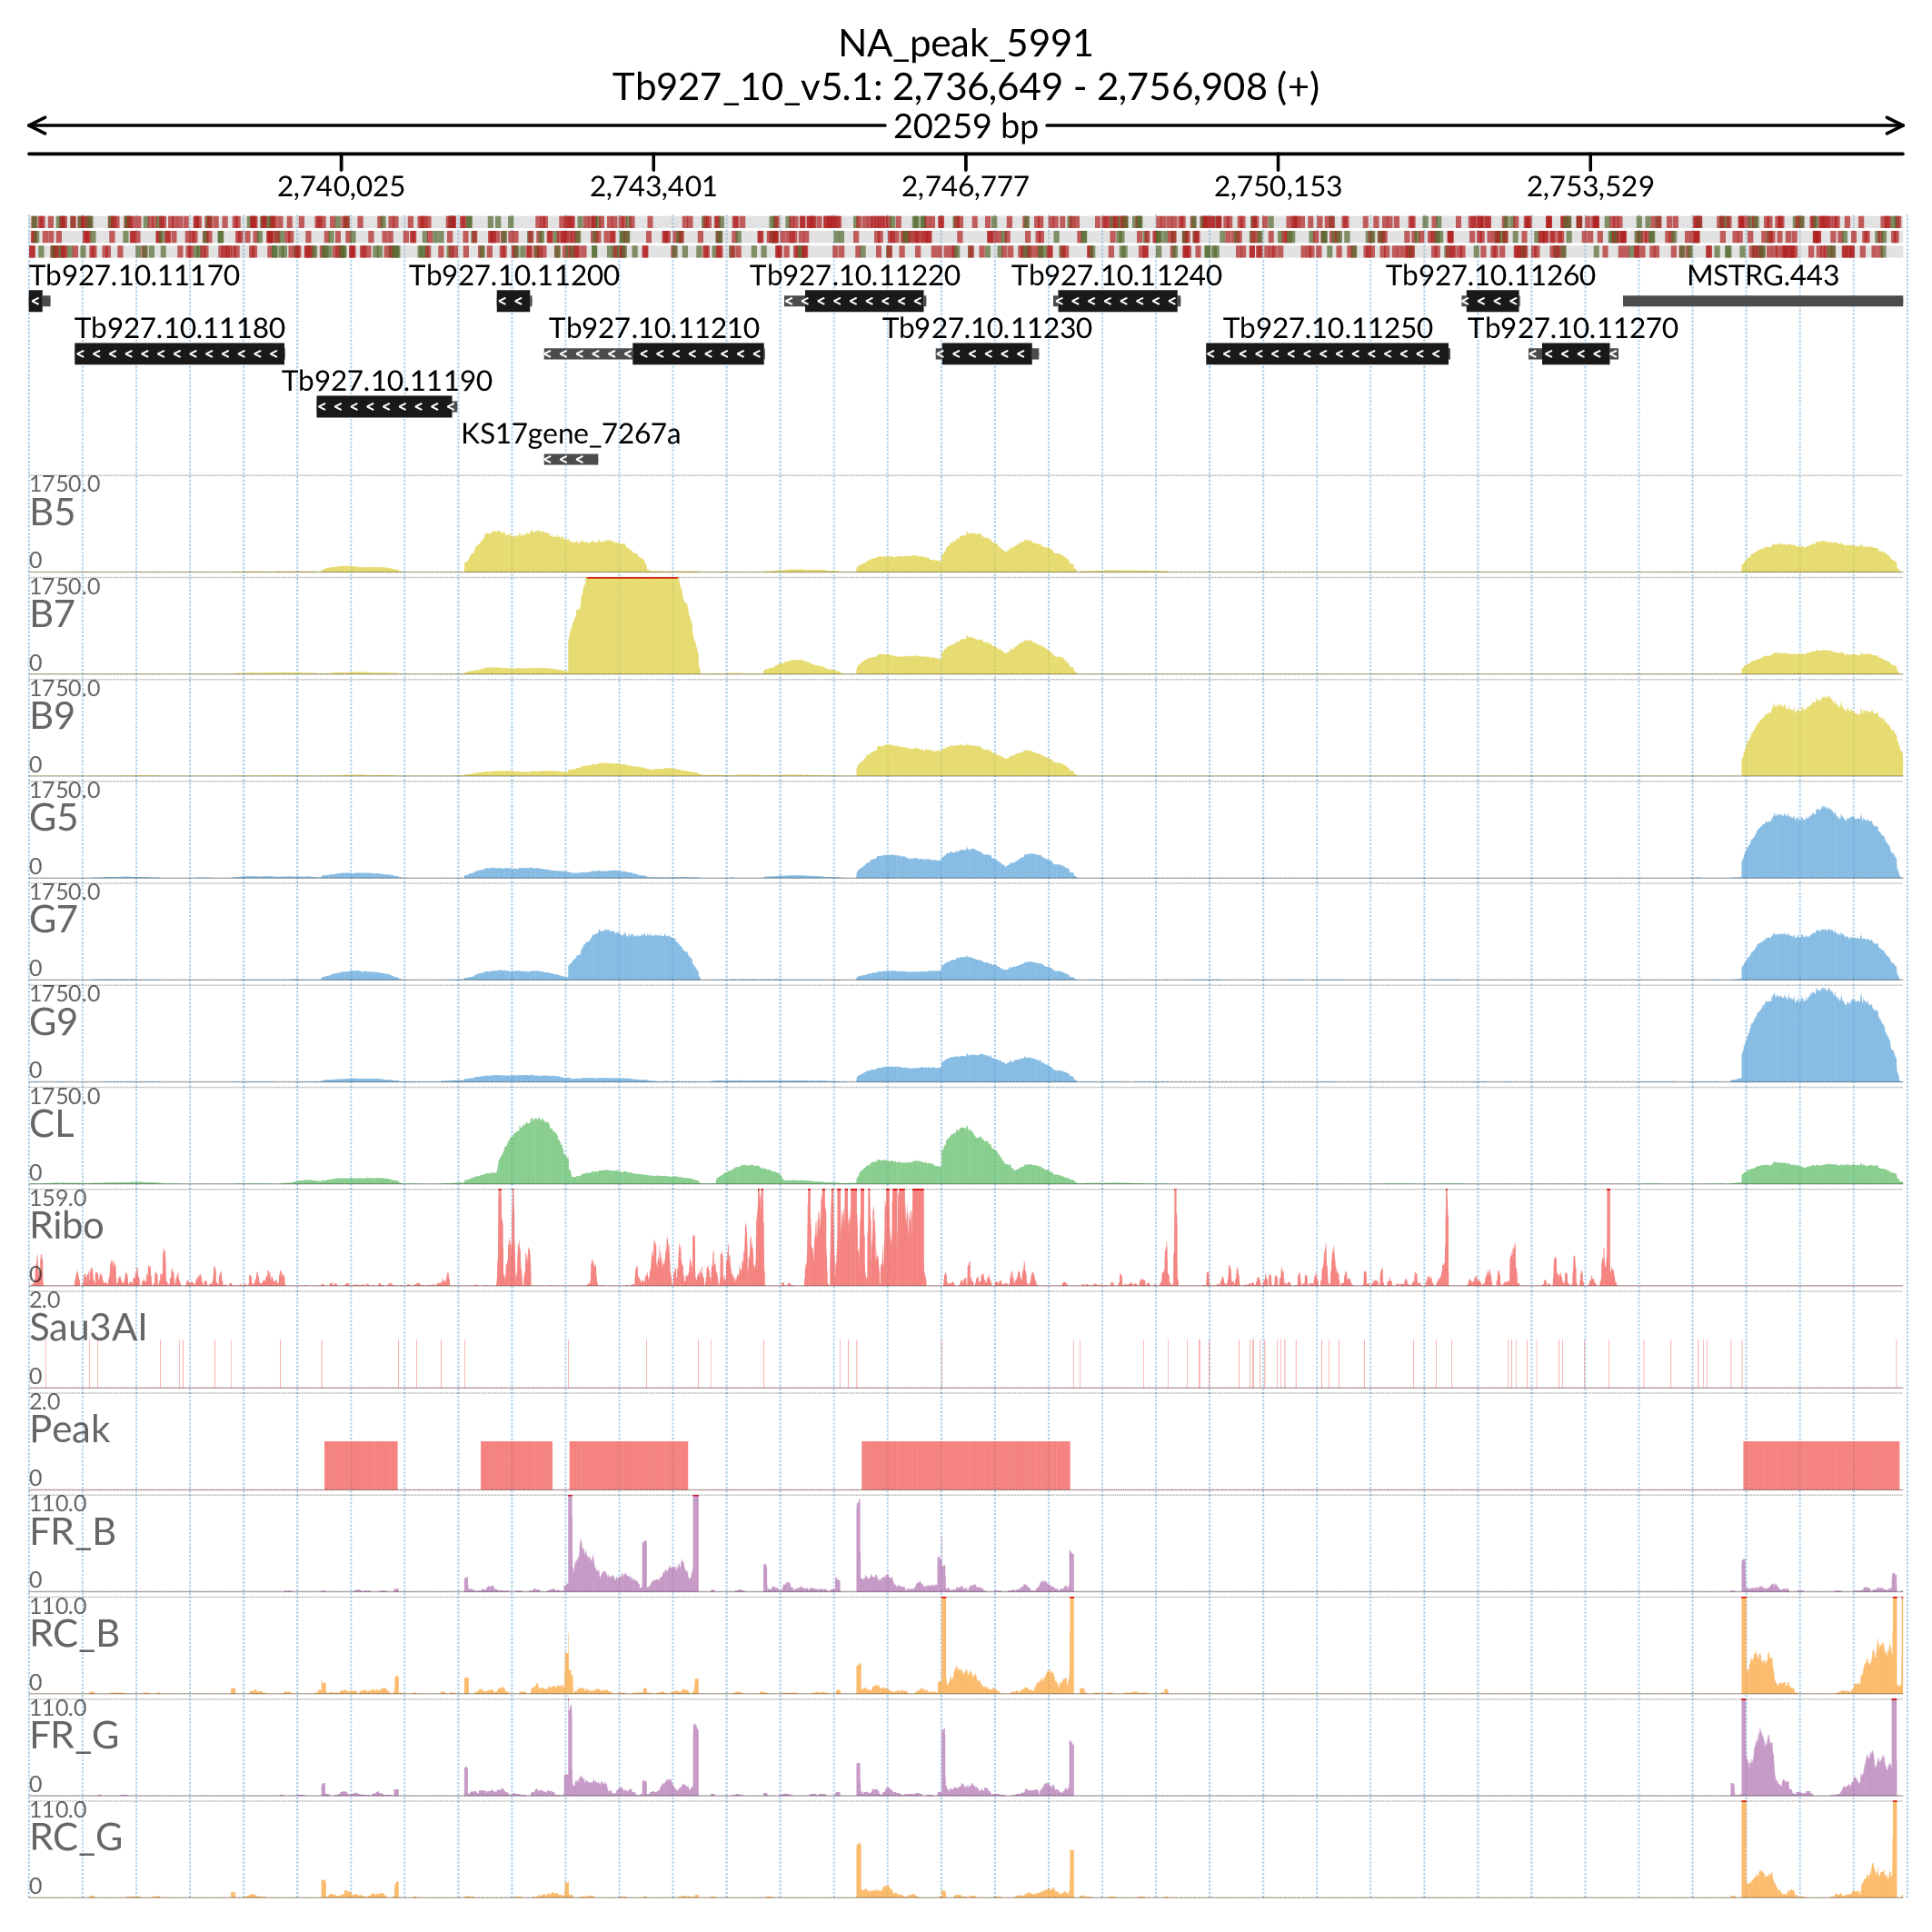 NA_peak_5991
Tb927_10_v5.1: 2,736,649 - 2,756,908 (+)
20259 bp
2,740,025 2,743,401 2,746,777 2,750,153 2,753,529
Tb927.10.11170 Tb927.10.11200 Tb927.10.11220 Tb927.10.11240 Tb927.10.11260 MSTRG.443
Tb927.10.11180 Tb927.10.11210 Tb927.10.11230 Tb927.10.11250 Tb927.10.11270
Tb927.10.11190
KS17gene_7267a
1750.0
B5
0
1750.0
B7
0
1750.0
B9
0
1750.0
G5
0
1750.0
G7
0
1750.0
G9
0
1750.0
CL
0
159.0
Ribo
0
2.0
Sau3AI
0
2.0
Peak
0
110.0
FR_B
0
110.0
RC_B
0
110.0
FR_G
0
110.0
RC_G
0